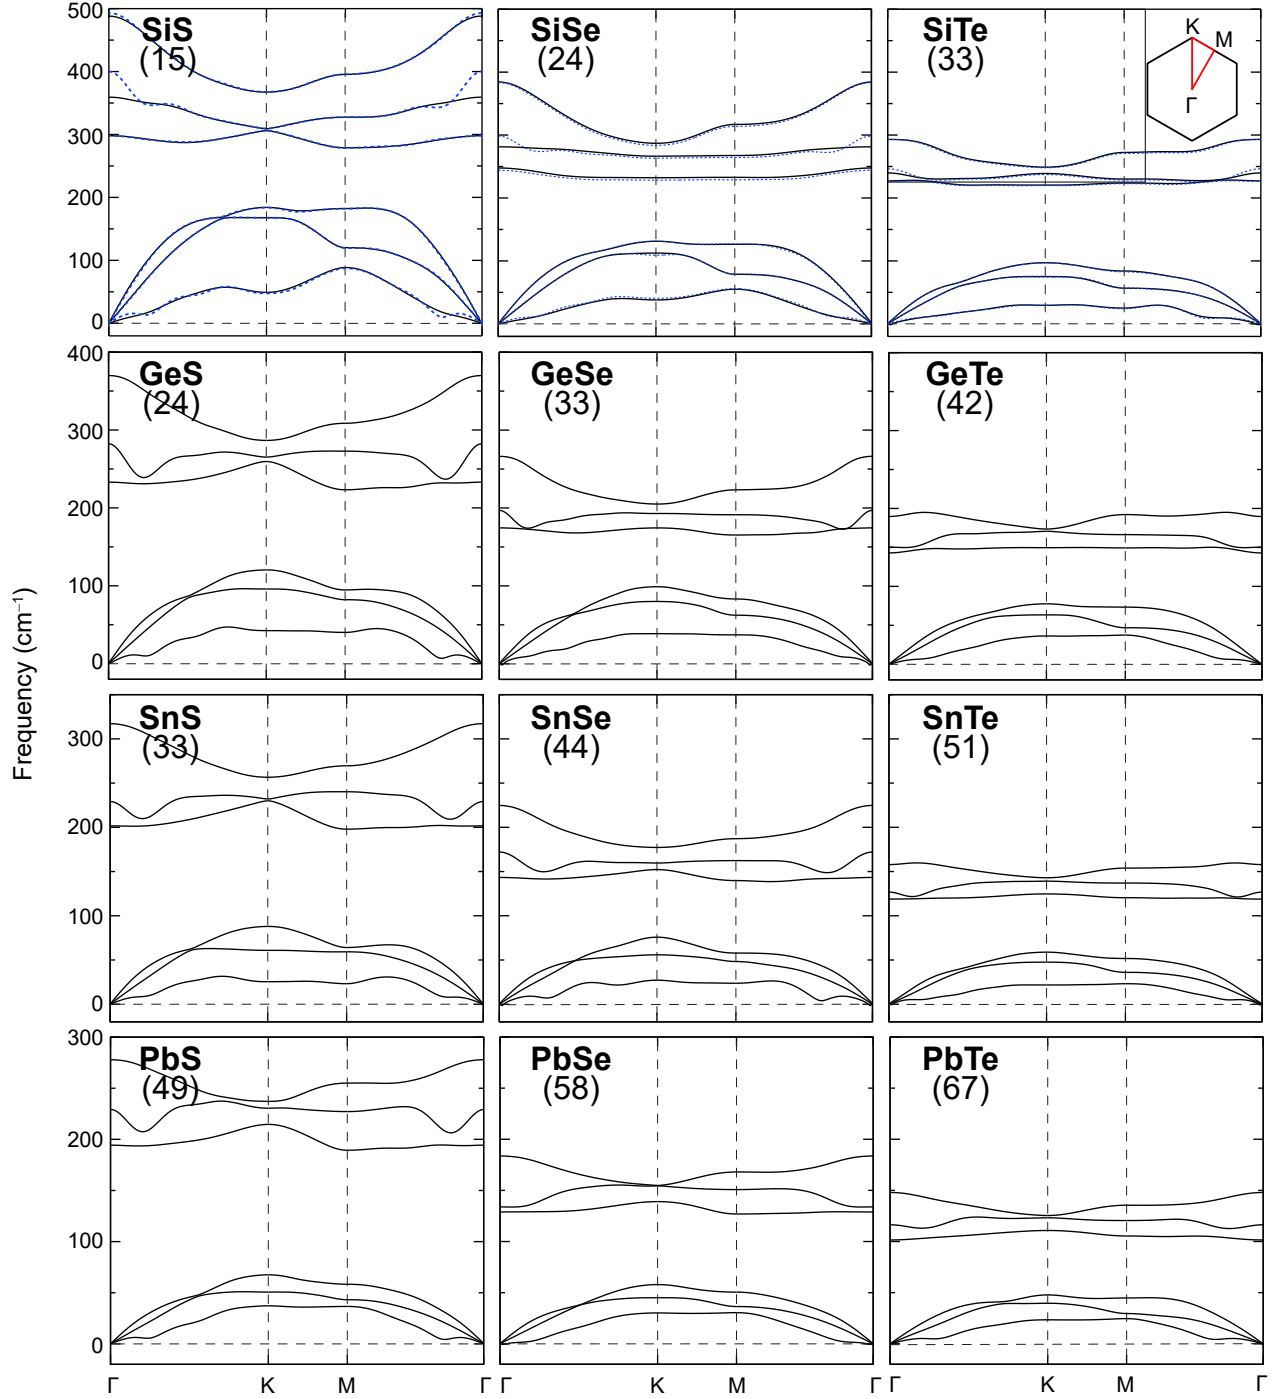 500
400
300
200
100
0
SiS
(15)
SiSe
(24)
SiTe
(33)
K
M
Γ
400
300
200
100
0
GeS
(24)
GeSe
(33)
GeTe
(42)
Frequency (cm⁻¹)
300
200
100
0
SnS
(33)
SnSe
(44)
SnTe
(51)
300
200
100
0
PbS
(49)
PbSe
(58)
PbTe
(67)
Γ K M Γ K M Γ K M Γ